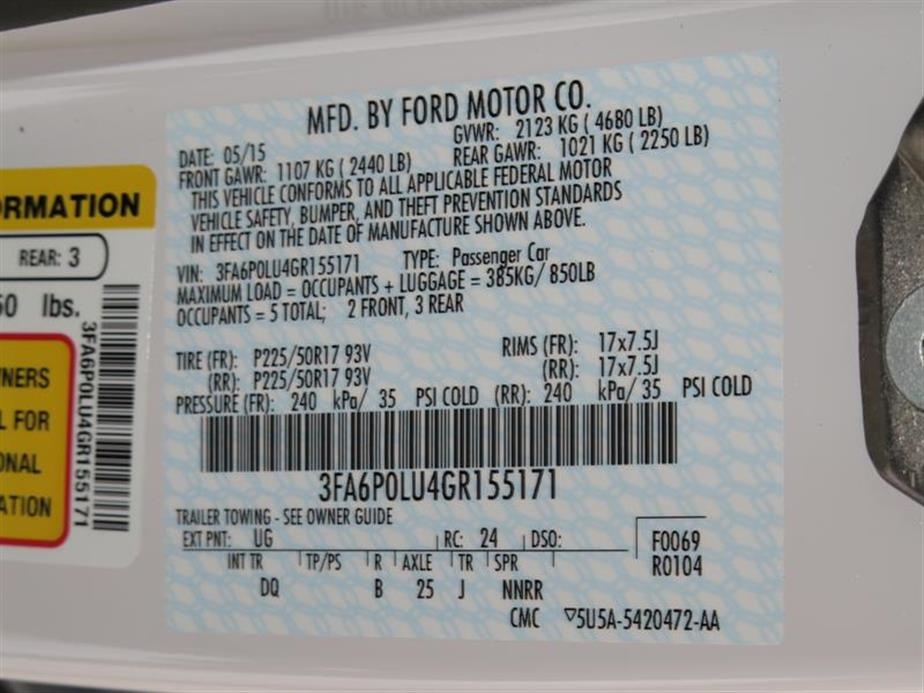 MFD. BY FORD MOTOR CO.
DATE: 05/15 GVWR: 2123 KG ( 4680 LB)
FRONT GAWR: 1107 KG ( 2440 LB) REAR GAWR: 1021 KG ( 2250 LB)
THIS VEHICLE CONFORMS TO ALL APPLICABLE FEDERAL MOTOR
VEHICLE SAFETY, BUMPER, AND THEFT PREVENTION STANDARDS
IN EFFECT ON THE DATE OF MANUFACTURE SHOWN ABOVE.
VIN: 3FA6P0LU4GR155171 TYPE: Passenger Car
MAXIMUM LOAD = OCCUPANTS + LUGGAGE = 385KG/ 850LB
OCCUPANTS = 5 TOTAL; 2 FRONT, 3 REAR
TIRE (FR): P225/50R17 93V RIMS (FR): 17x7.5J
(RR): P225/50R17 93V (RR): 17x7.5J
PRESSURE (FR): 240 kPa/ 35 PSI COLD (RR): 240 kPa/ 35 PSI COLD
3FA6P0LU4GR155171
TRAILER TOWING - SEE OWNER GUIDE
EXT PNT: UG RC: 24 DSO: F0069
INT TR TP/PS R AXLE TR SPR R0104
DQ B 25 J NNRR
CMC ▽5U5A-5420472-AA
ORMATION
REAR: 3
50 lbs.
3FA6P0LU4GR155171
NERS
L FOR
ONAL
ATION